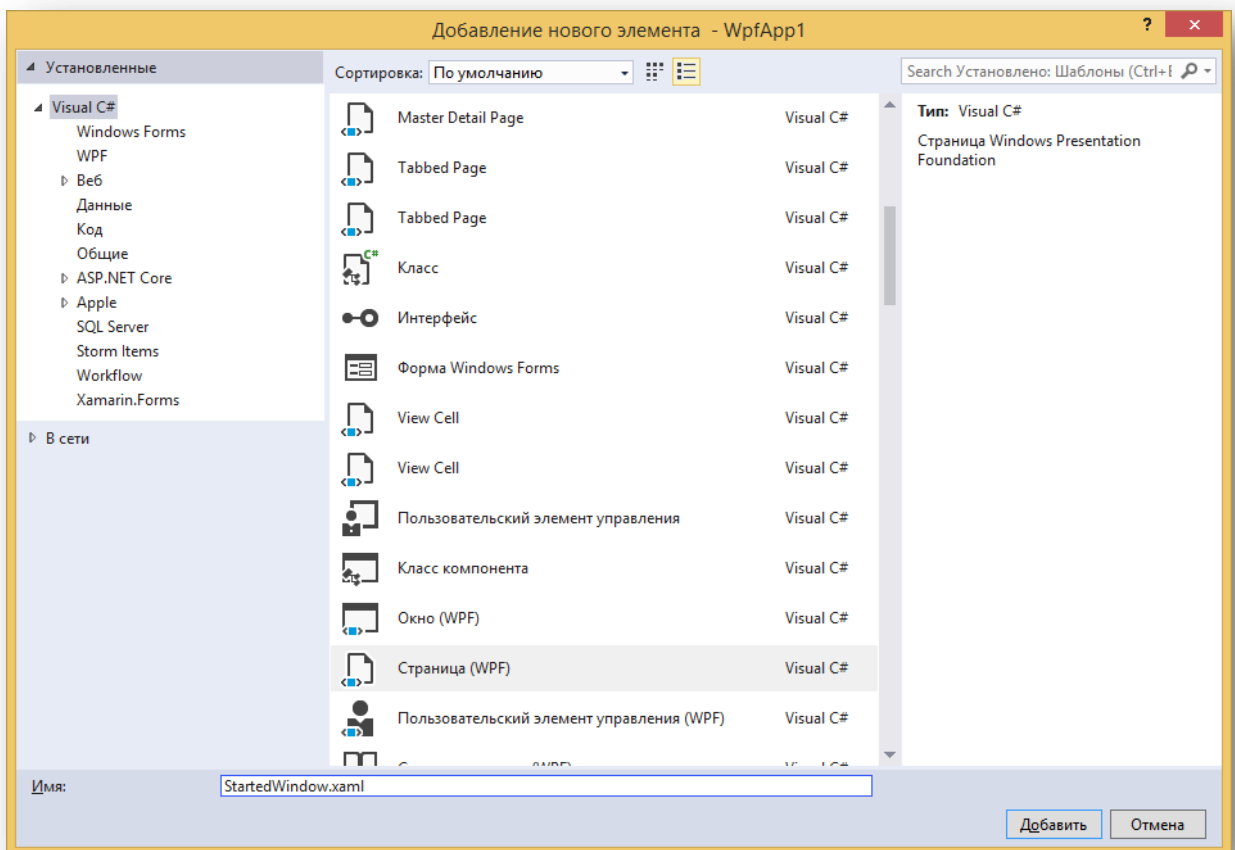 Добавление нового элемента - WpfApp1
?
Установленные
Сортировка: По умолчанию
Search Установлено: Шаблоны (Ctrl+E
Visual C#
Windows Forms
WPF
Веб
Данные
Код
Общие
ASP.NET Core
Apple
SQL Server
Storm Items
Workflow
Xamarin.Forms
В сети
Master Detail Page Visual C#
Tabbed Page Visual C#
Tabbed Page Visual C#
C#
Класс Visual C#
Интерфейс Visual C#
Форма Windows Forms Visual C#
View Cell Visual C#
View Cell Visual C#
Пользовательский элемент управления Visual C#
Класс компонента Visual C#
Окно (WPF) Visual C#
Страница (WPF) Visual C#
Пользовательский элемент управления (WPF) Visual C#
Тип: Visual C#
Страница Windows Presentation
Foundation
Имя: StartedWindow.xaml
Добавить Отмена